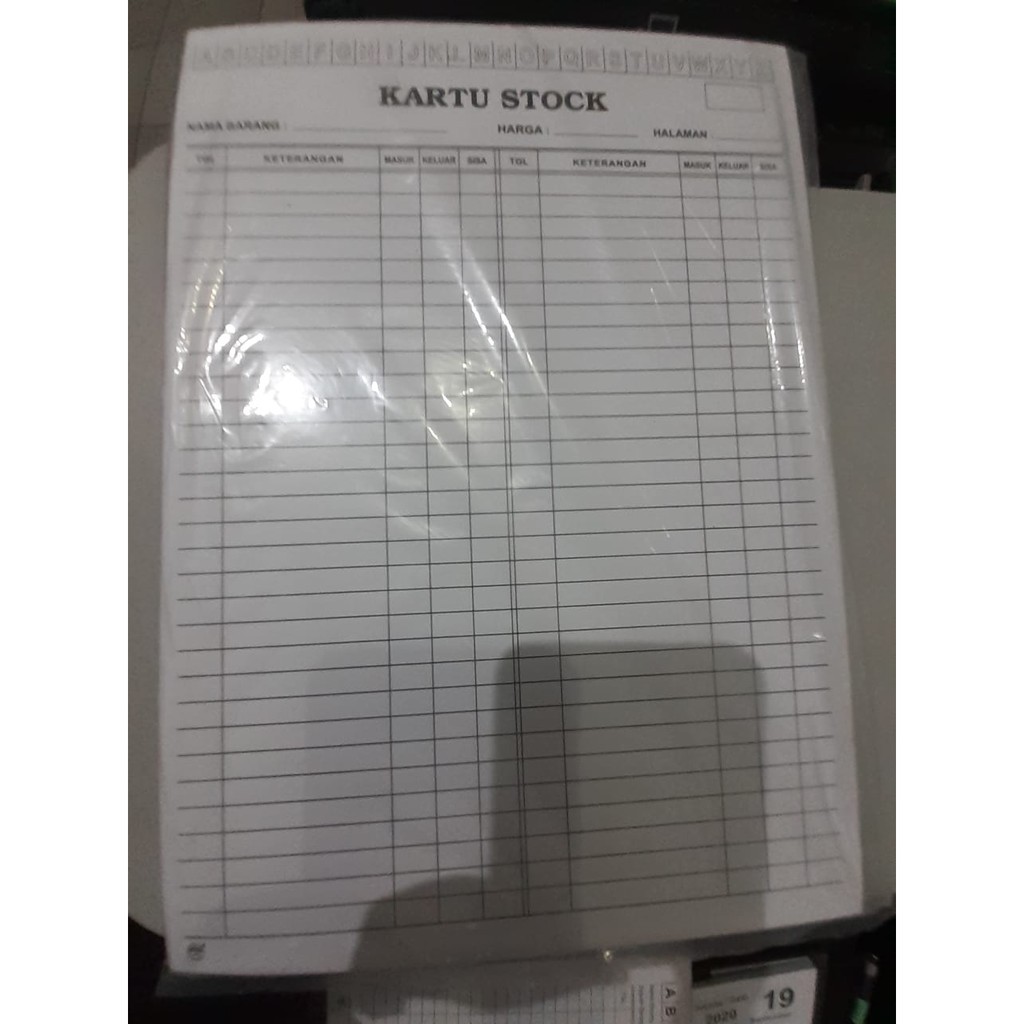 A B C D E F G H I J K L M N O P Q R S T U V W X Y Z
KARTU STOCK
NAMA BARANG : HARGA : HALAMAN
TGL KETERANGAN MASUK KELUAR SISA TGL KETERANGAN MASUK KELUAR SISA
A B
2020
19